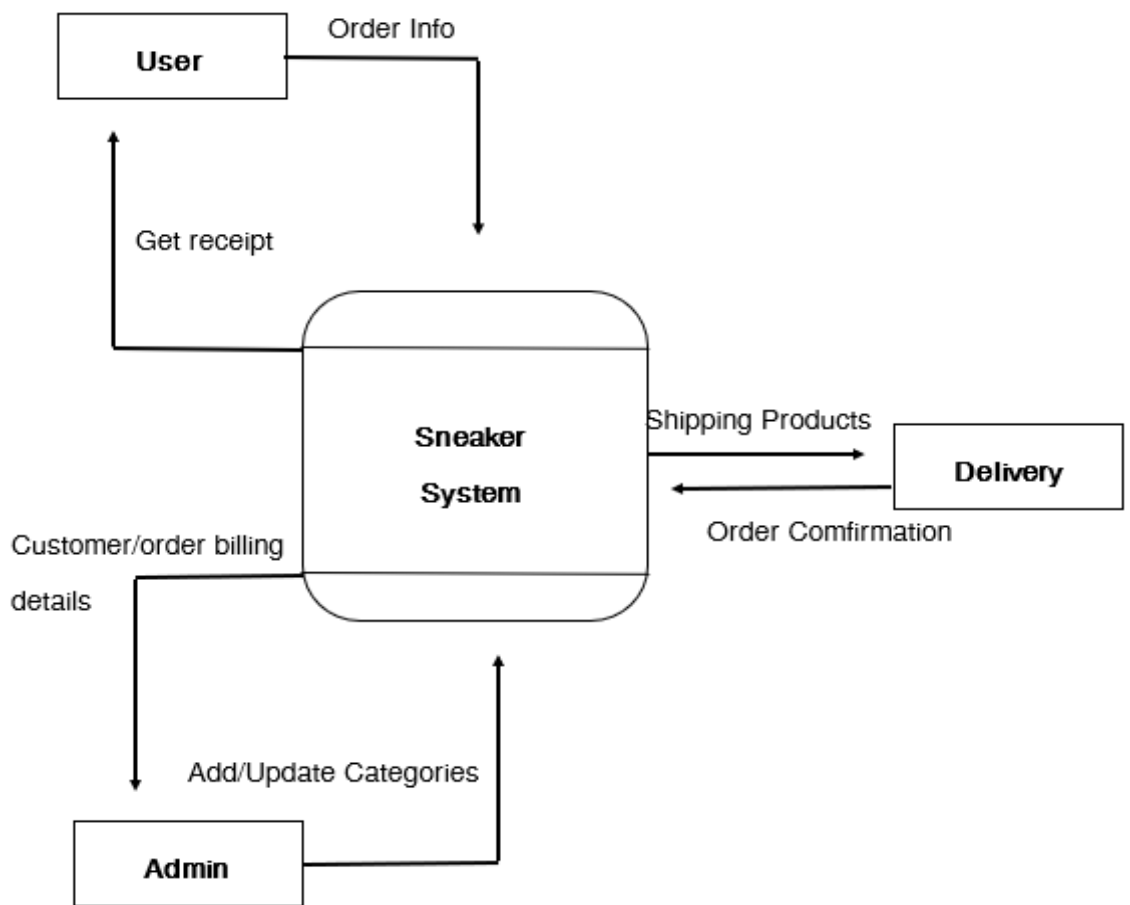 Order Info
User
Get receipt
Sneaker
System
Shipping Products
Delivery
Order Comfirmation
Customer/order billing
details
Add/Update Categories
Admin